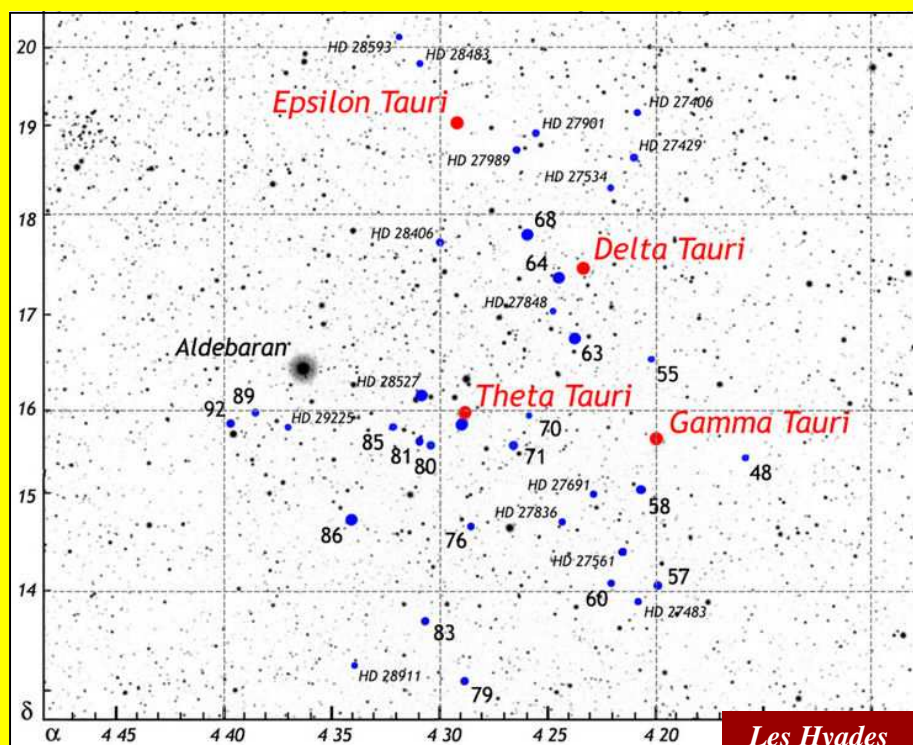 20
HD 28593
HD 28483
Epsilon Tauri
HD 27406
19
HD 27901
HD 27989
HD 27429
HD 27534
18
68
HD 28406
Delta Tauri
64
17
HD 27848
Aldebaran
63
55
HD 28527
Theta Tauri
16
92
89
HD 29225
85
81
80
70
71
Gamma Tauri
48
15
HD 27691
58
HD 27836
86
76
HD 27561
57
14
60
HD 27483
83
HD 28911
79
δ
α
4 45
4 40
4 35
4 30
4 25
4 20
Les Hyades